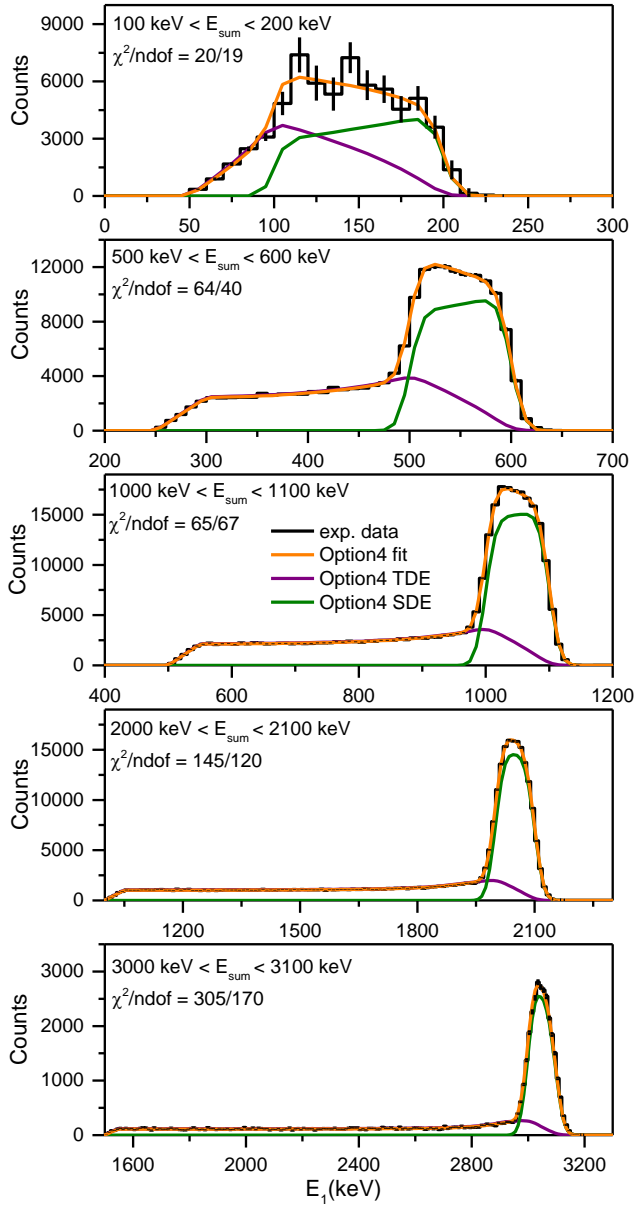 100 keV < E_sum < 200 keV
χ²/ndof = 20/19
Counts
9000
6000
3000
0
0 50 100 150 200 250 300
500 keV < E_sum < 600 keV
χ²/ndof = 64/40
Counts
12000
8000
4000
0
200 300 400 500 600 700
1000 keV < E_sum < 1100 keV
χ²/ndof = 65/67
exp. data
Option4 fit
Option4 TDE
Option4 SDE
Counts
15000
12500
10000
7500
5000
2500
0
400 600 800 1000 1200
2000 keV < E_sum < 2100 keV
χ²/ndof = 145/120
Counts
15000
10000
5000
0
1200 1500 1800 2100
3000 keV < E_sum < 3100 keV
χ²/ndof = 305/170
Counts
3000
2000
1000
0
1600 2000 2400 2800 3200
E₁(keV)